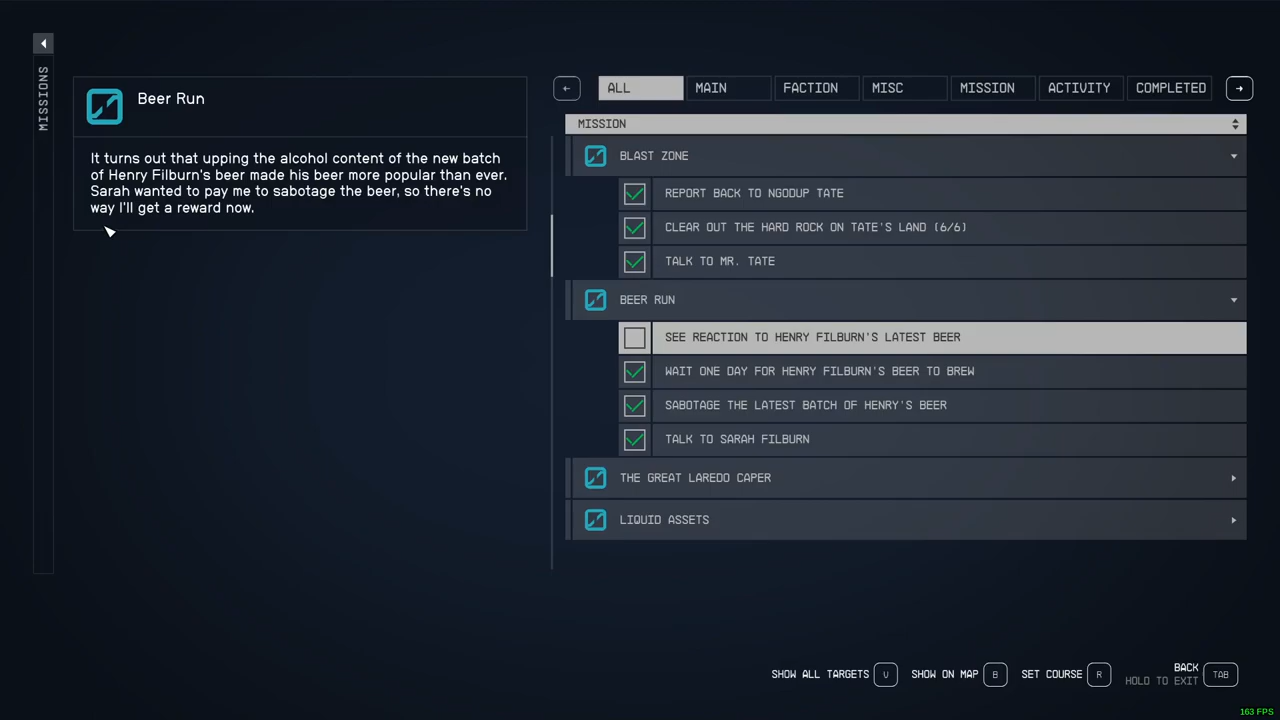 MISSIONS
Beer Run
It turns out that upping the alcohol content of the new batch
of Henry Filburn's beer made his beer more popular than ever.
Sarah wanted to pay me to sabotage the beer, so there's no
way I'll get a reward now.
ALL
MAIN
FACTION
MISC
MISSION
ACTIVITY
COMPLETED
MISSION
BLAST ZONE
REPORT BACK TO NGODUP TATE
CLEAR OUT THE HARD ROCK ON TATE'S LAND (6/6)
TALK TO MR. TATE
BEER RUN
SEE REACTION TO HENRY FILBURN'S LATEST BEER
WAIT ONE DAY FOR HENRY FILBURN'S BEER TO BREW
SABOTAGE THE LATEST BATCH OF HENRY'S BEER
TALK TO SARAH FILBURN
THE GREAT LAREDO CAPER
LIQUID ASSETS
SHOW ALL TARGETS V
SHOW ON MAP B
SET COURSE R
BACK
HOLD TO EXIT TAB
163 FPS